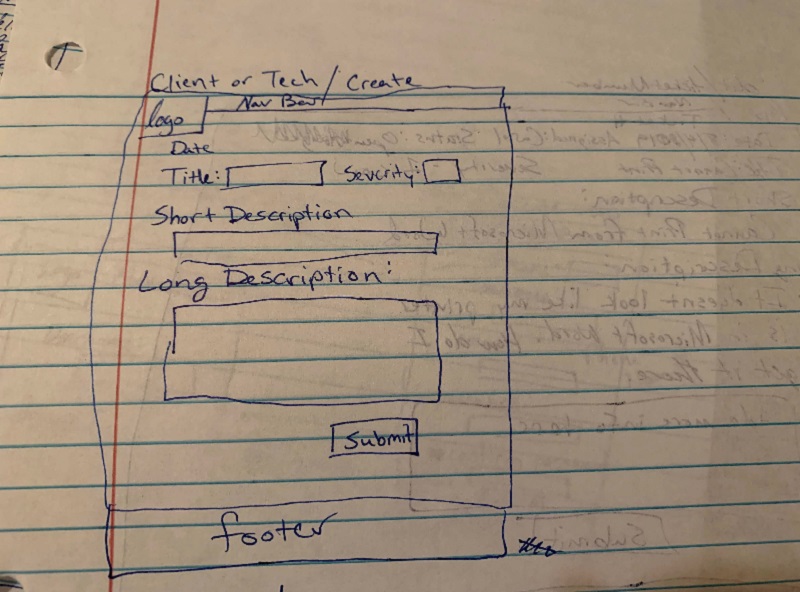 Client or Tech / Create
Nav Bar
logo
Date
Title: Severity:
Short Description
Long Description:
Submit
footer